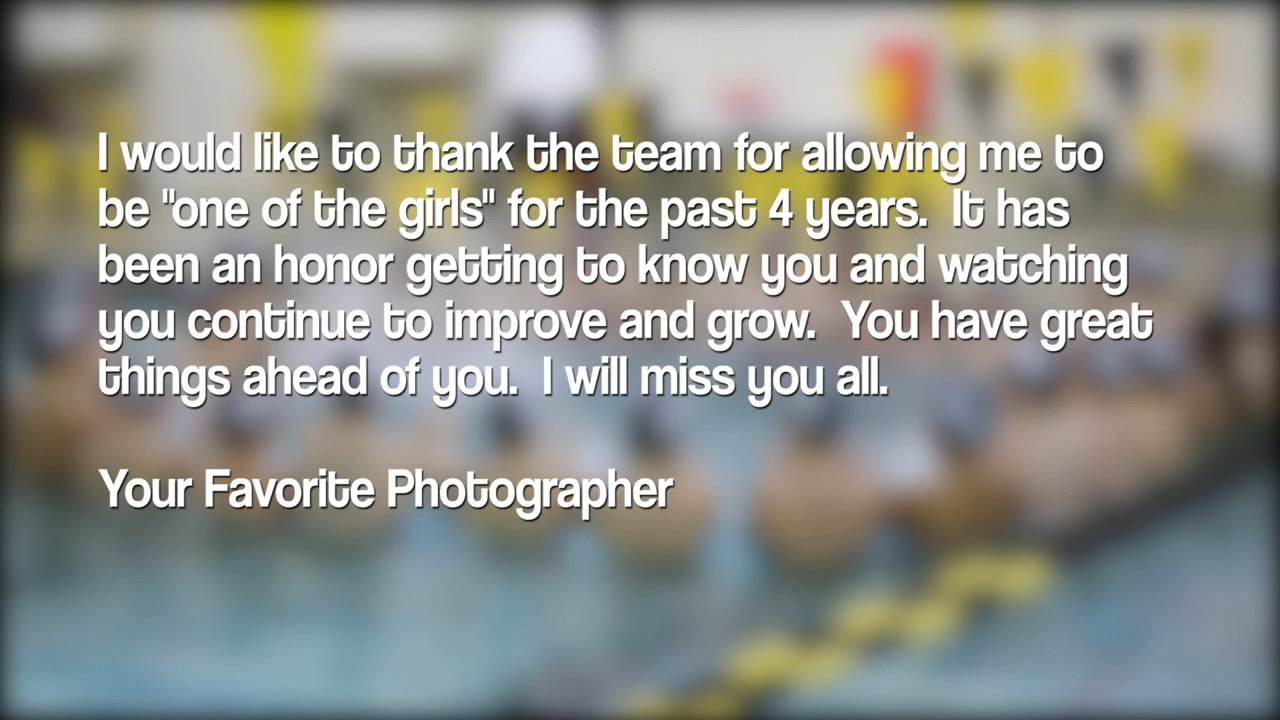 I would like to thank the team for allowing me to
be "one of the girls" for the past 4 years.  It has
been an honor getting to know you and watching
you continue to improve and grow.  You have great
things ahead of you.  I will miss you all.
Your Favorite Photographer